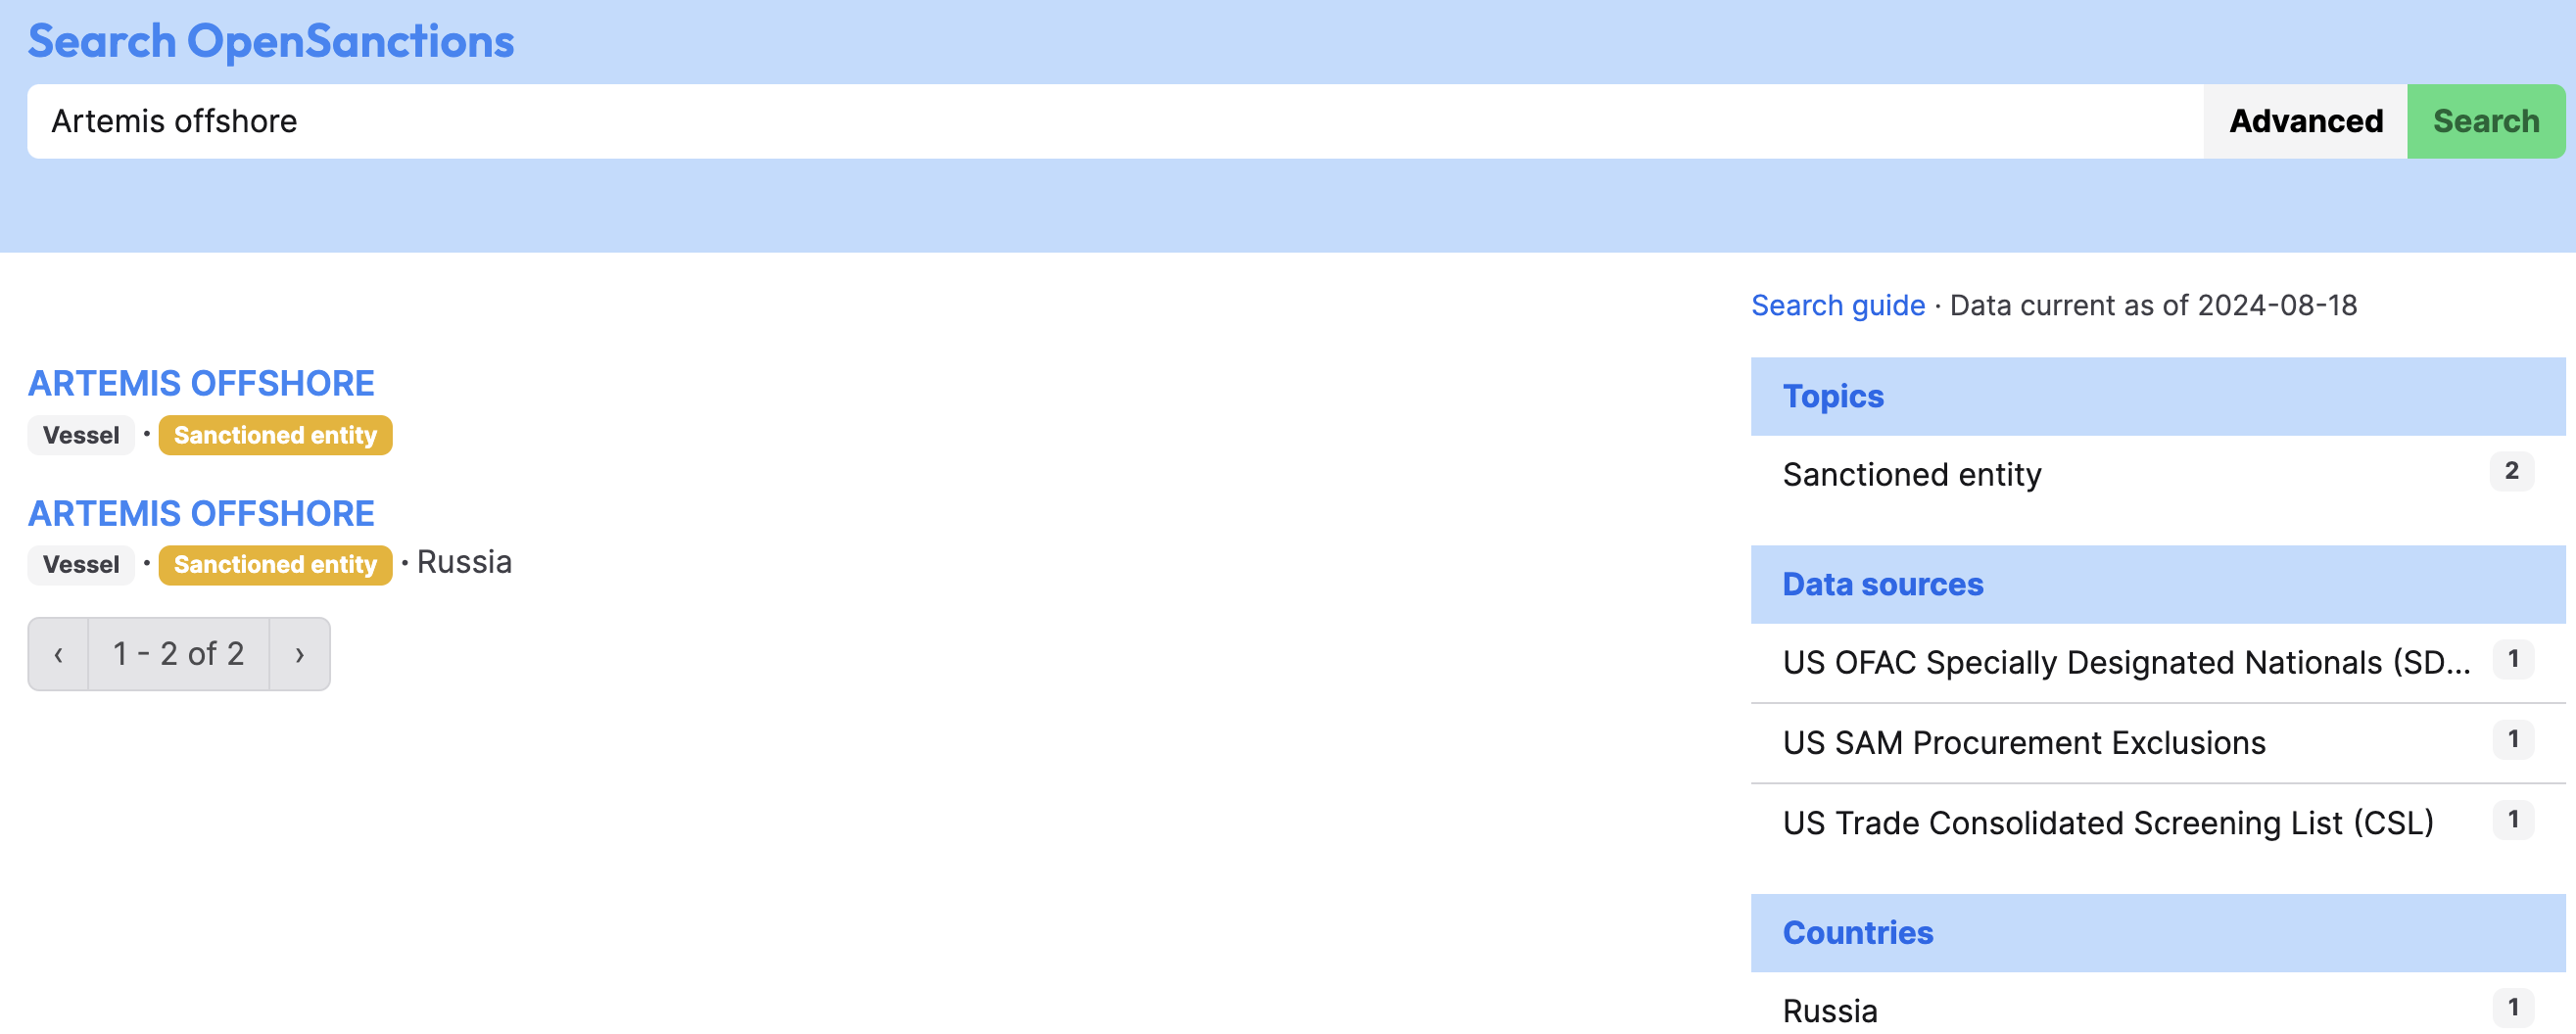 Search OpenSanctions
Artemis offshore
Advanced
Search
Search guide · Data current as of 2024-08-18
ARTEMIS OFFSHORE
Vessel · Sanctioned entity
ARTEMIS OFFSHORE
Vessel · Sanctioned entity · Russia
‹ 1 - 2 of 2 ›
Topics
Sanctioned entity 2
Data sources
US OFAC Specially Designated Nationals (SD... 1
US SAM Procurement Exclusions 1
US Trade Consolidated Screening List (CSL) 1
Countries
Russia 1